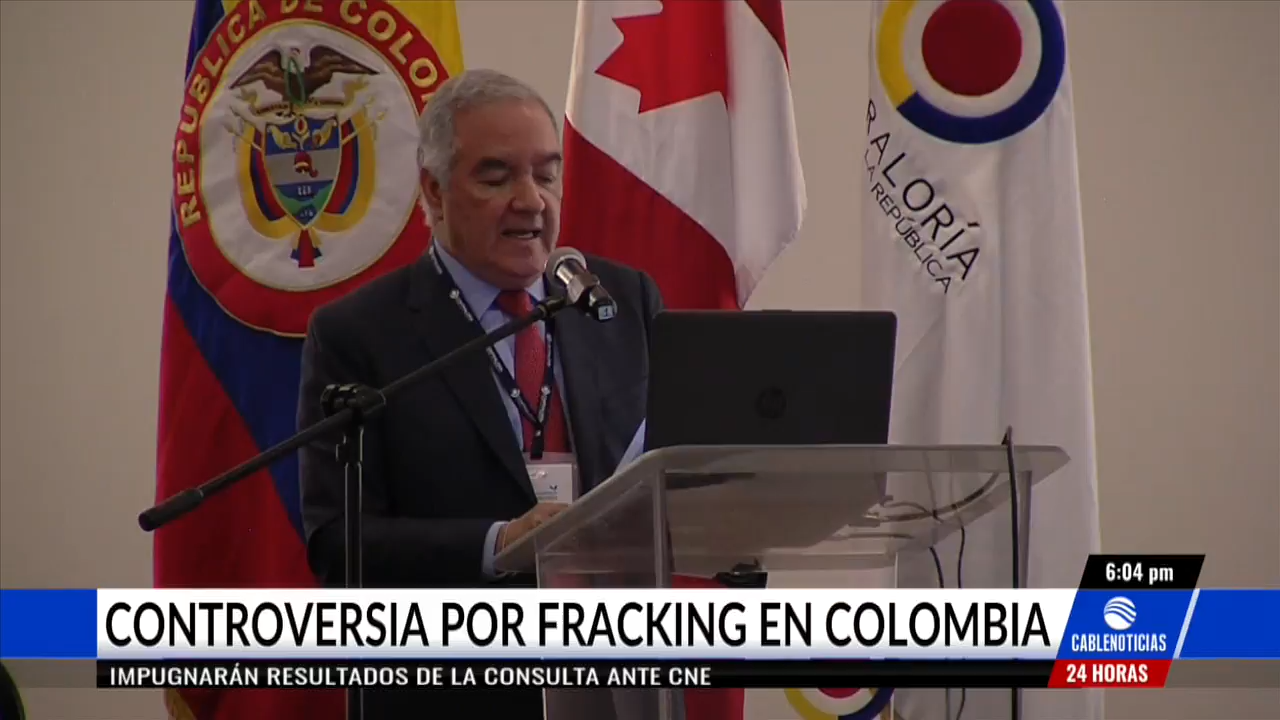 REPÚBLICA DE COLOM
RALORÍA
LA REPÚBLICA
6:04 pm
CONTROVERSIA POR FRACKING EN COLOMBIA
CABLENOTICIAS
IMPUGNARÁN RESULTADOS DE LA CONSULTA ANTE CNE
24 HORAS